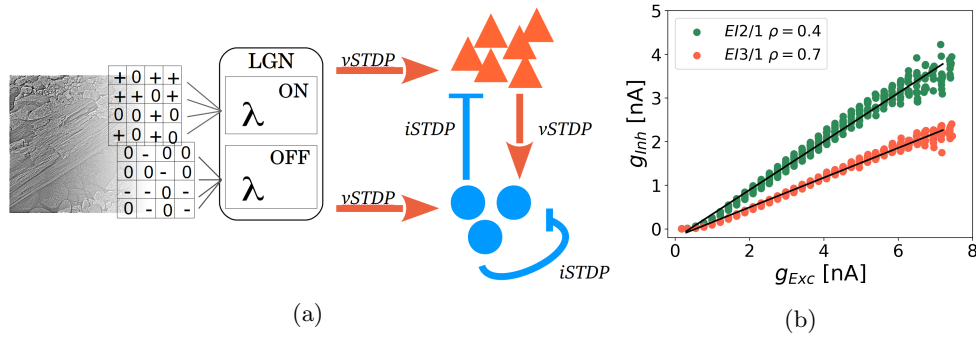 + 0 + +
+ + 0 +
0 0 + 0
+ 0 + 0
0 - 0 0
0 0 - 0
- - 0 -
0 - 0 -
LGN
ON
λ
OFF
λ
vSTDP
vSTDP
iSTDP
vSTDP
iSTDP
(a)
5
4
3
2
1
0
g_Inh [nA]
EI2/1 ρ = 0.4
EI3/1 ρ = 0.7
0 2 4 6 8
g_Exc [nA]
(b)